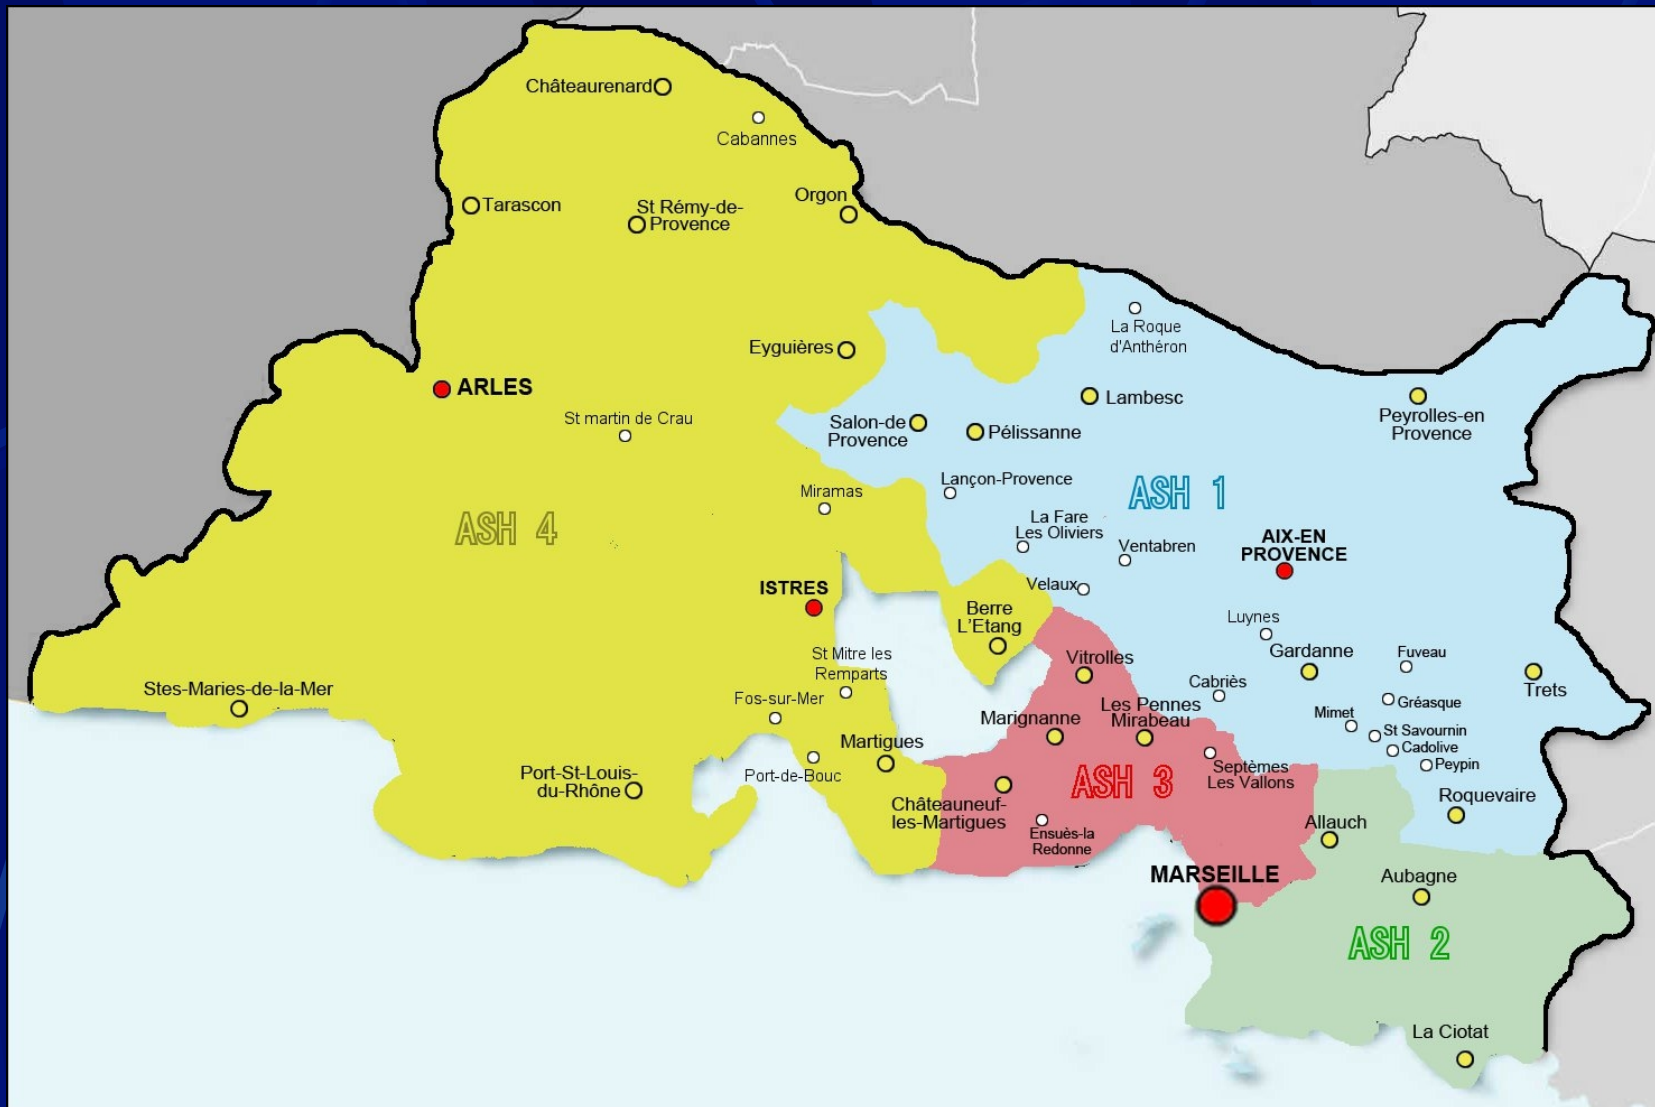 Châteaurenard
Cabannes
Tarascon
St Rémy-de-
Provence
Orgon
La Roque
d'Anthéron
Eyguières
ARLES
St martin de Crau
Salon-de
Provence
Pélissanne
Lambesc
Peyrolles-en
Provence
Lançon-Provence
ASH 1
Miramas
La Fare
Les Oliviers
ASH 4
Ventabren
AIX-EN
PROVENCE
ISTRES
Velaux
Berre
L'Etang
Luynes
Gardanne
Fuveau
St Mitre les
Remparts
Vitrolles
Cabriès
Trets
Stes-Maries-de-la-Mer
Fos-sur-Mer
Les Pennes
Mirabeau
Gréasque
Marignanne
Mimet
St Savournin
Martigues
Cadolive
Peypin
Port-de-Bouc
Septèmes
Les Vallons
Port-St-Louis-
du-Rhône
ASH 3
Châteauneuf-
les-Martigues
Roquevaire
Allauch
Ensuès-la
Redonne
MARSEILLE
Aubagne
ASH 2
La Ciotat